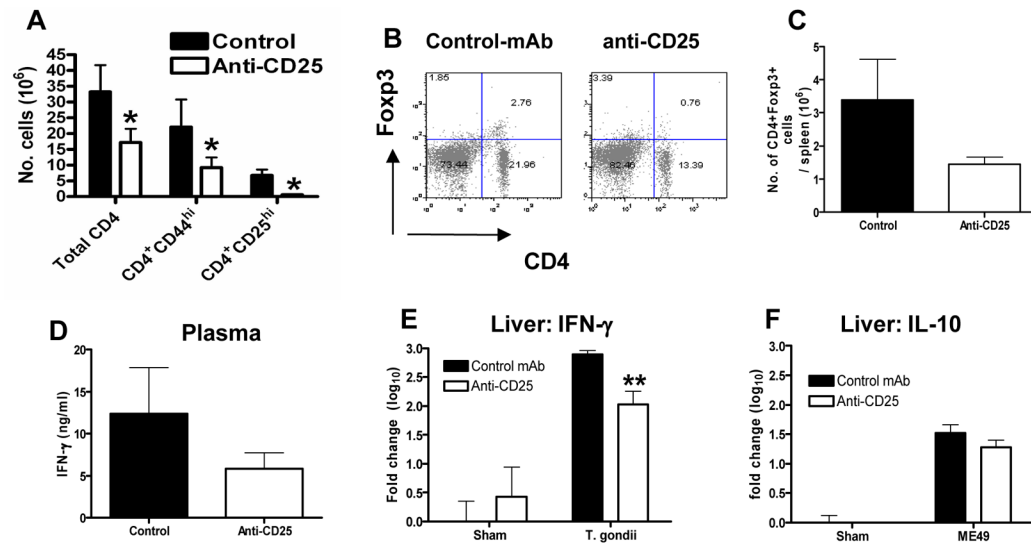 A
Control
Anti-CD25
No. cells (10⁶)
45
40
35
30
25
20
15
10
5
0
*
*
*
Total CD4
CD4⁺CD44ʰⁱ
CD4⁺CD25ʰⁱ
B
Control-mAb
anti-CD25
Foxp3
1.85
2.76
73.44
21.96
3.39
0.76
82.46
13.39
CD4
C
No. of CD4+Foxp3+
cells
/ spleen (10⁶)
5
4
3
2
1
0
Control
Anti-CD25
D
Plasma
IFN-γ (ng/ml)
20
15
10
5
0
Control
Anti-CD25
E
Liver: IFN-γ
Fold change (log₁₀)
3.0
2.5
2.0
1.5
1.0
0.5
0.0
Control mAb
Anti-CD25
**
Sham
T. gondii
F
Liver: IL-10
fold change (log₁₀)
3.0
2.5
2.0
1.5
1.0
0.5
0.0
Control mAb
Anti-CD25
Sham
ME49